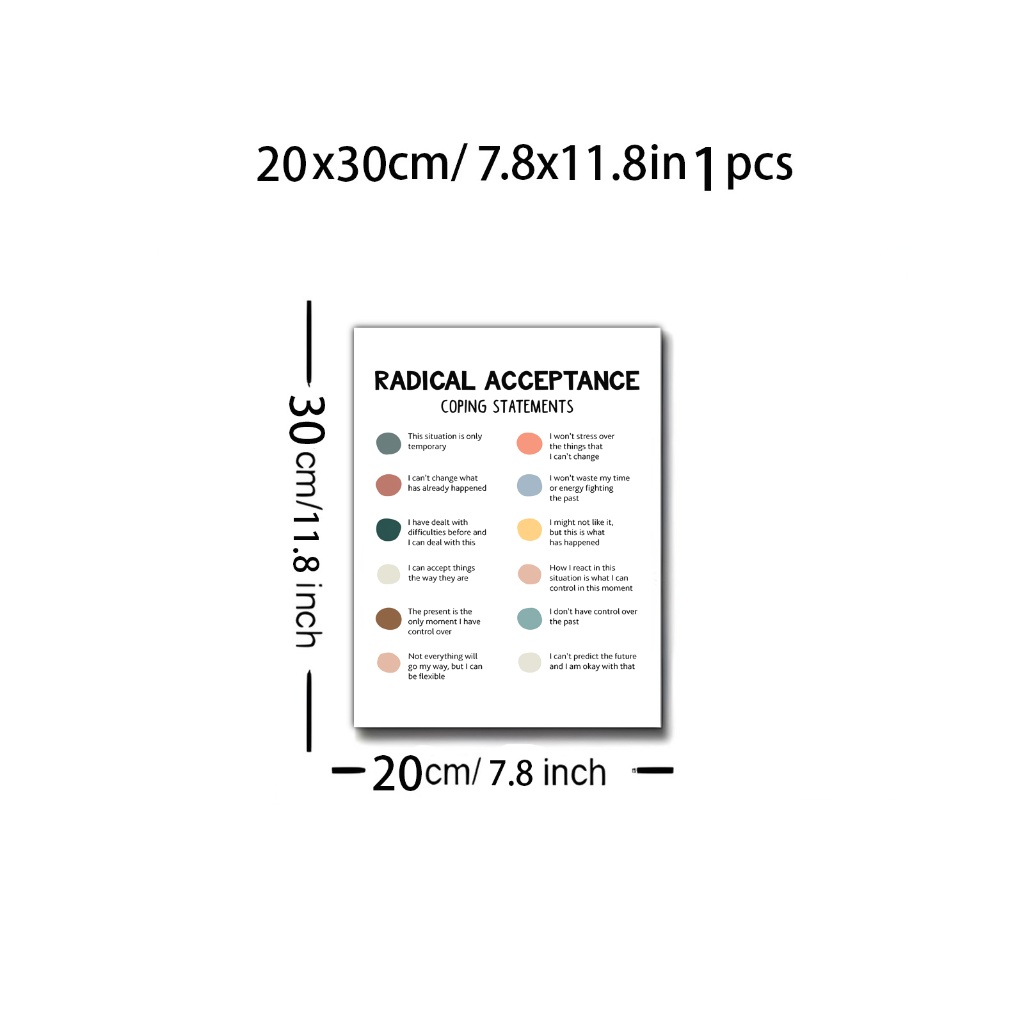 20x30cm/ 7.8x11.8in 1 pcs
30 cm/11.8 inch
RADICAL ACCEPTANCE
COPING STATEMENTS
This situation is only
temporary
I can't change what
has already happened
I have dealt with
difficulties before and
I can deal with this
I can accept things
the way they are
The present is the
only moment I have
control over
Not everything will
go my way, but I can
be flexible
I won't stress over
the things that
I can't change
I won't waste my time
or energy fighting
the past
I might not like it,
but this is what
has happened
How I react in this
situation is what I can
control in this moment
I don't have control over
the past
I can't predict the future
and I am okay with that
20cm/ 7.8 inch